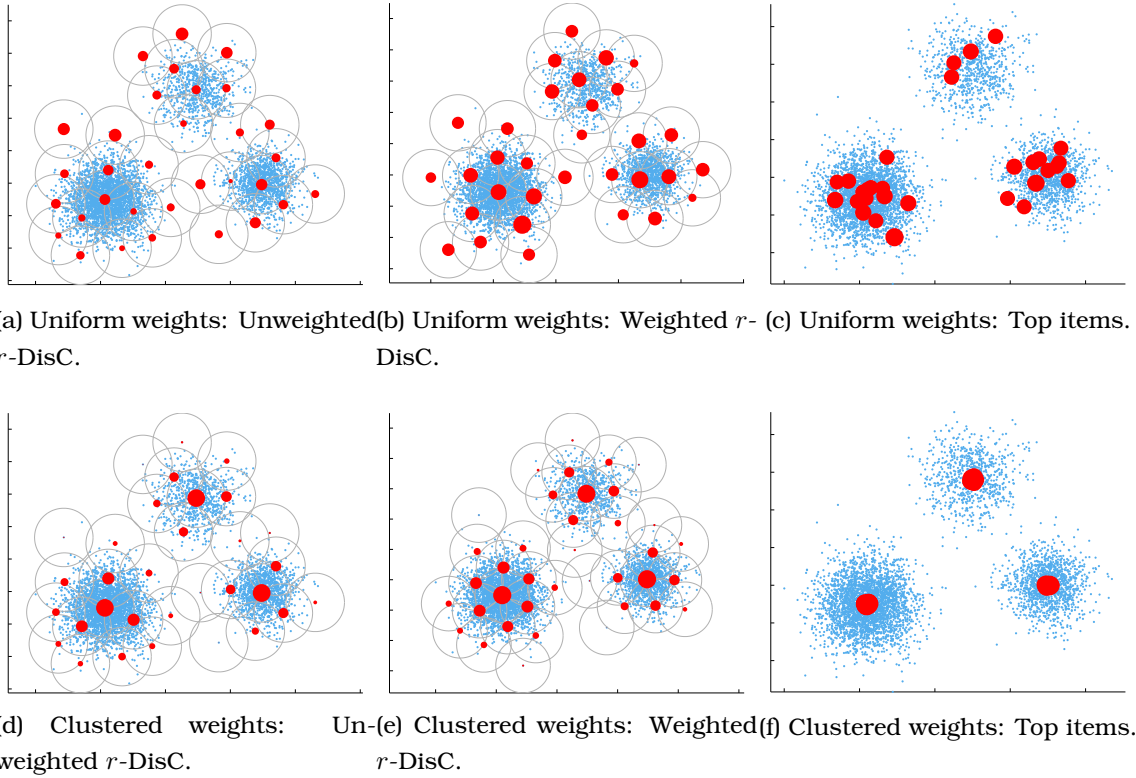 (a) Uniform weights: Unweighted
r-DisC.
(b) Uniform weights: Weighted r-
DisC.
(c) Uniform weights: Top items.
(d) Clustered weights: Un-
weighted r-DisC.
(e) Clustered weights: Weighted
r-DisC.
(f) Clustered weights: Top items.